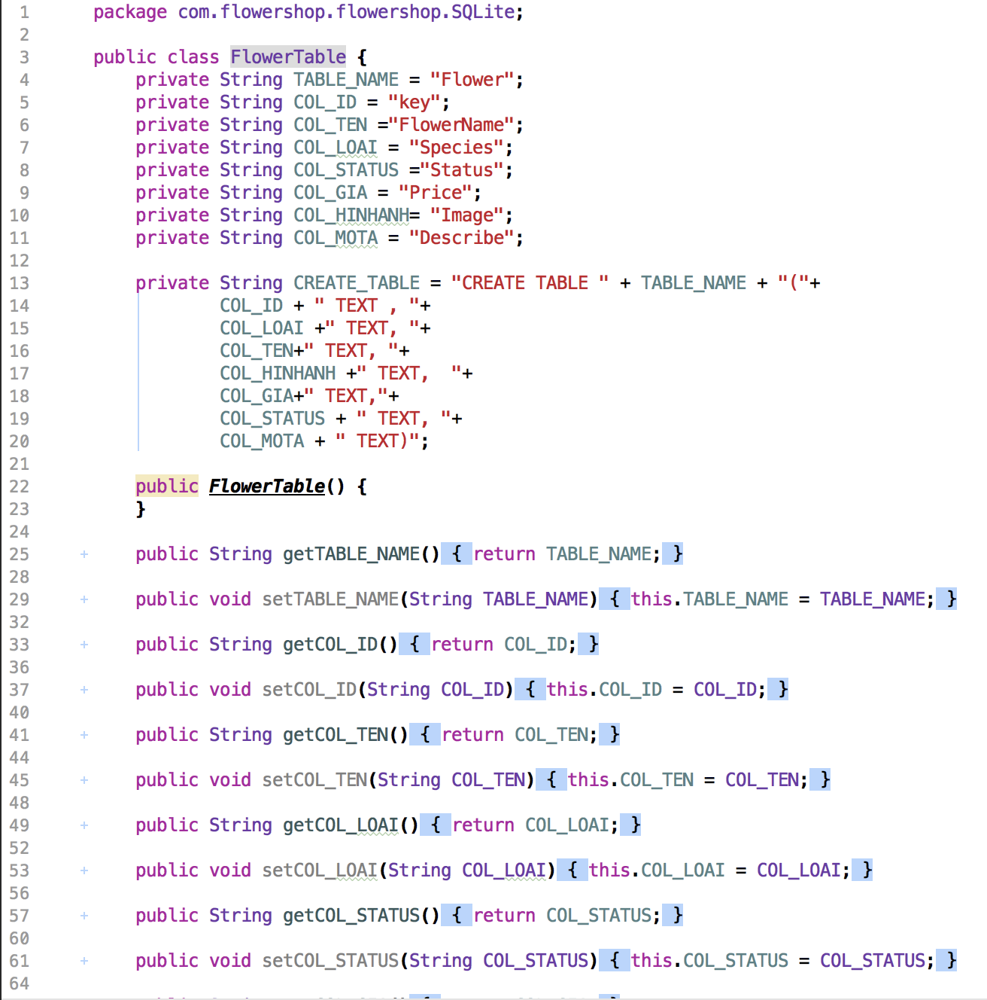 1 package com.flowershop.flowershop.SQLite;
2
3 public class FlowerTable {
4 private String TABLE_NAME = "Flower";
5 private String COL_ID = "key";
6 private String COL_TEN ="FlowerName";
7 private String COL_LOAI = "Species";
8 private String COL_STATUS ="Status";
9 private String COL_GIA = "Price";
10 private String COL_HINHANH= "Image";
11 private String COL_MOTA = "Describe";
12
13 private String CREATE_TABLE = "CREATE TABLE " + TABLE_NAME + "("+
14 COL_ID + " TEXT , "+
15 COL_LOAI +" TEXT, "+
16 COL_TEN+" TEXT, "+
17 COL_HINHANH +" TEXT,  "+
18 COL_GIA+" TEXT,"+
19 COL_STATUS + " TEXT, "+
20 COL_MOTA + " TEXT)";
21
22 public FlowerTable() {
23 }
24
25 + public String getTABLE_NAME() { return TABLE_NAME; }
28
29 + public void setTABLE_NAME(String TABLE_NAME) { this.TABLE_NAME = TABLE_NAME; }
32
33 + public String getCOL_ID() { return COL_ID; }
36
37 + public void setCOL_ID(String COL_ID) { this.COL_ID = COL_ID; }
40
41 + public String getCOL_TEN() { return COL_TEN; }
44
45 + public void setCOL_TEN(String COL_TEN) { this.COL_TEN = COL_TEN; }
48
49 + public String getCOL_LOAI() { return COL_LOAI; }
52
53 + public void setCOL_LOAI(String COL_LOAI) { this.COL_LOAI = COL_LOAI; }
56
57 + public String getCOL_STATUS() { return COL_STATUS; }
60
61 + public void setCOL_STATUS(String COL_STATUS) { this.COL_STATUS = COL_STATUS; }
64